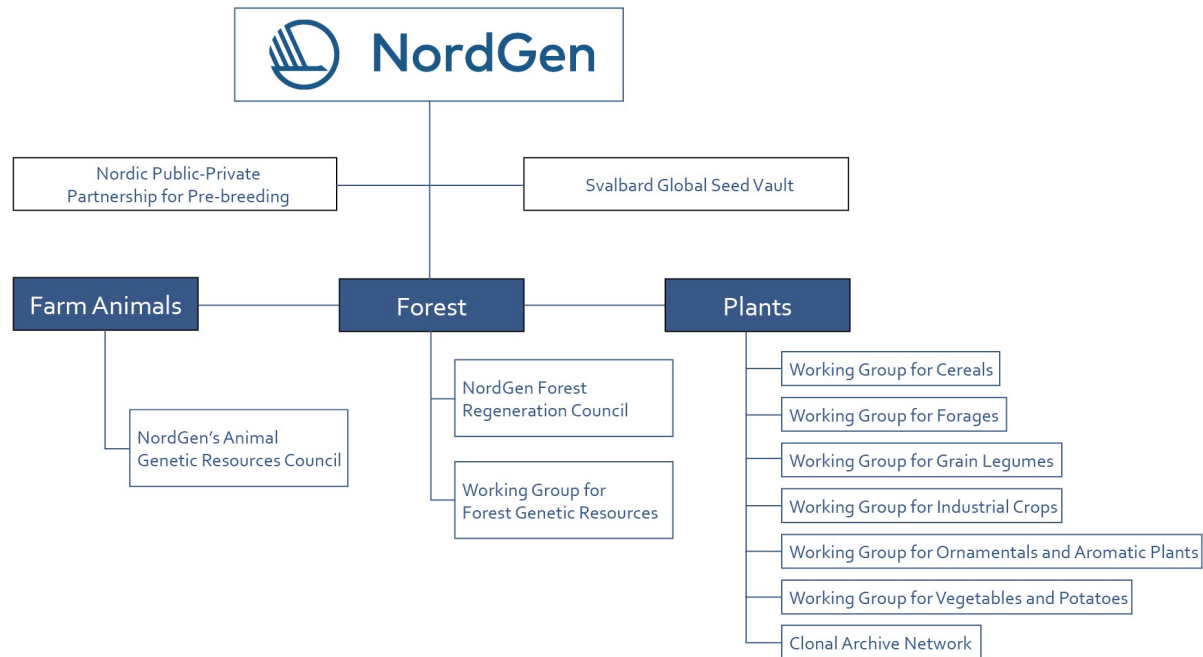 NordGen
Nordic Public-Private
Partnership for Pre-breeding
Svalbard Global Seed Vault
Farm Animals
Forest
Plants
NordGen's Animal
Genetic Resources Council
NordGen Forest
Regeneration Council
Working Group for
Forest Genetic Resources
Working Group for Cereals
Working Group for Forages
Working Group for Grain Legumes
Working Group for Industrial Crops
Working Group for Ornamentals and Aromatic Plants
Working Group for Vegetables and Potatoes
Clonal Archive Network